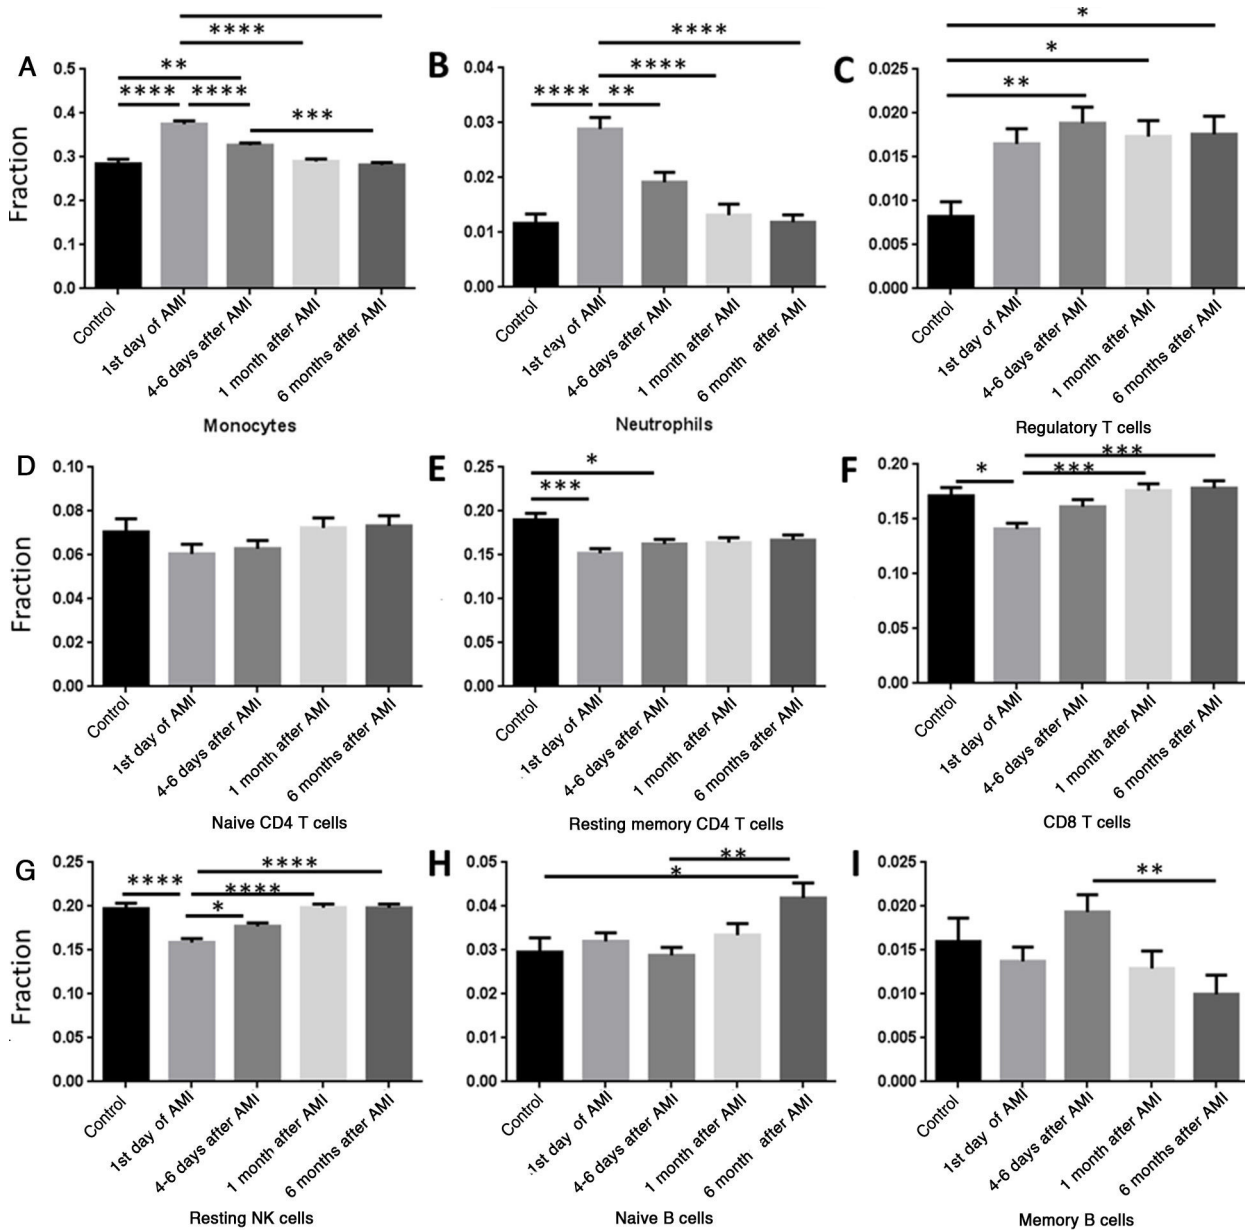 ****
A
**
****
****
***
0.5
0.4
0.3
0.2
0.1
0.0
Fraction
Control
1st day of AMI
4-6 days after AMI
1 month after AMI
6 months after AMI
Monocytes
B
****
****
****
**
0.04
0.03
0.02
0.01
0.00
Control
1st day of AMI
4-6 days after AMI
1 month after AMI
6 month after AMI
Neutrophils
C
*
*
**
0.025
0.020
0.015
0.010
0.005
0.000
Control
1st day of AMI
4-6 days after AMI
1 month after AMI
6 months after AMI
Regulatory T cells
D
0.10
0.08
0.06
0.04
0.02
0.00
Fraction
Control
1st day of AMI
4-6 days after AMI
1 month after AMI
6 months after AMI
Naive CD4 T cells
E
*
***
0.25
0.20
0.15
0.10
0.05
0.00
Control
1st day of AMI
4-6 days after AMI
1 month after AMI
6 months after AMI
Resting memory CD4 T cells
F
***
*
***
0.20
0.15
0.10
0.05
0.00
Control
1st day of AMI
4-6 days after AMI
1 month after AMI
6 months after AMI
CD8 T cells
G
****
****
****
*
0.25
0.20
0.15
0.10
0.05
0.00
Fraction
Control
1st day of AMI
4-6 days after AMI
1 month after AMI
6 months after AMI
Resting NK cells
H
**
*
0.05
0.04
0.03
0.02
0.01
0.00
Control
1st day of AMI
4-6 days after AMI
1 month after AMI
6 month after AMI
Naive B cells
I
**
0.025
0.020
0.015
0.010
0.005
0.000
Control
1st day of AMI
4-6 days after AMI
1 month after AMI
6 months after AMI
Memory B cells